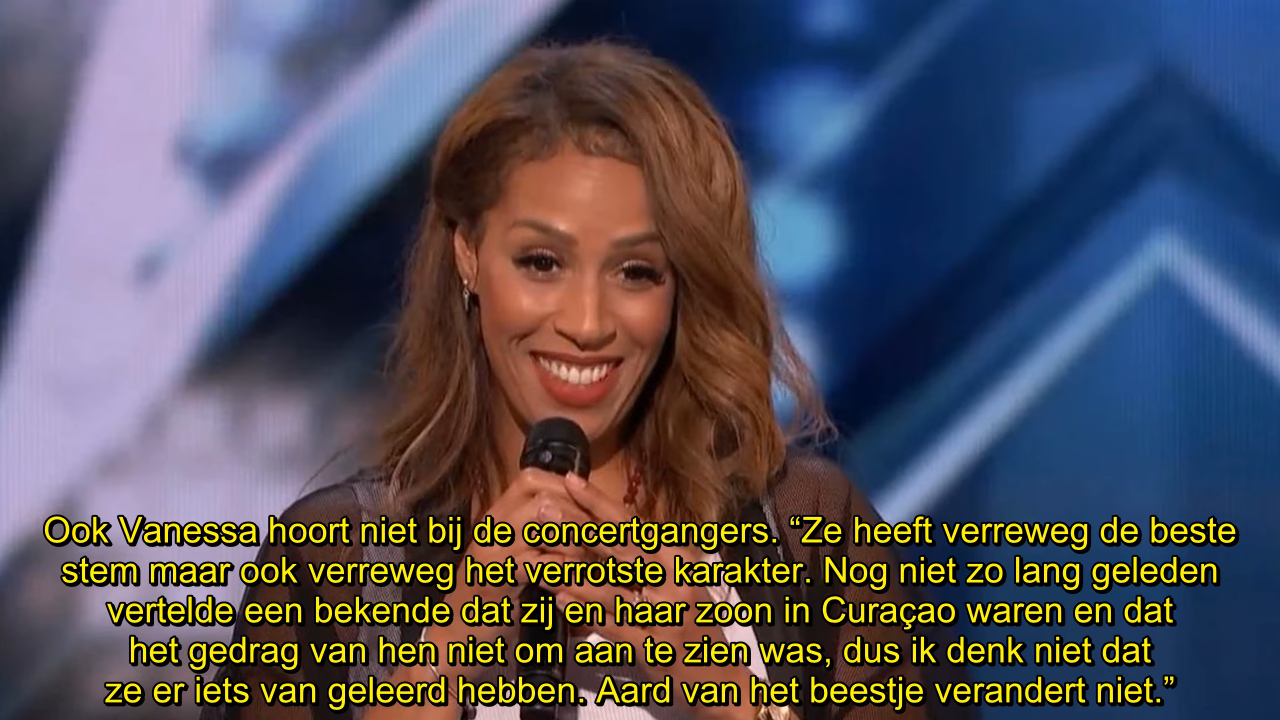 Ook Vanessa hoort niet bij de concertgangers. “Ze heeft verreweg de beste
stem maar ook verreweg het verrotste karakter. Nog niet zo lang geleden
vertelde een bekende dat zij en haar zoon in Curaçao waren en dat
het gedrag van hen niet om aan te zien was, dus ik denk niet dat
ze er iets van geleerd hebben. Aard van het beestje verandert niet.”